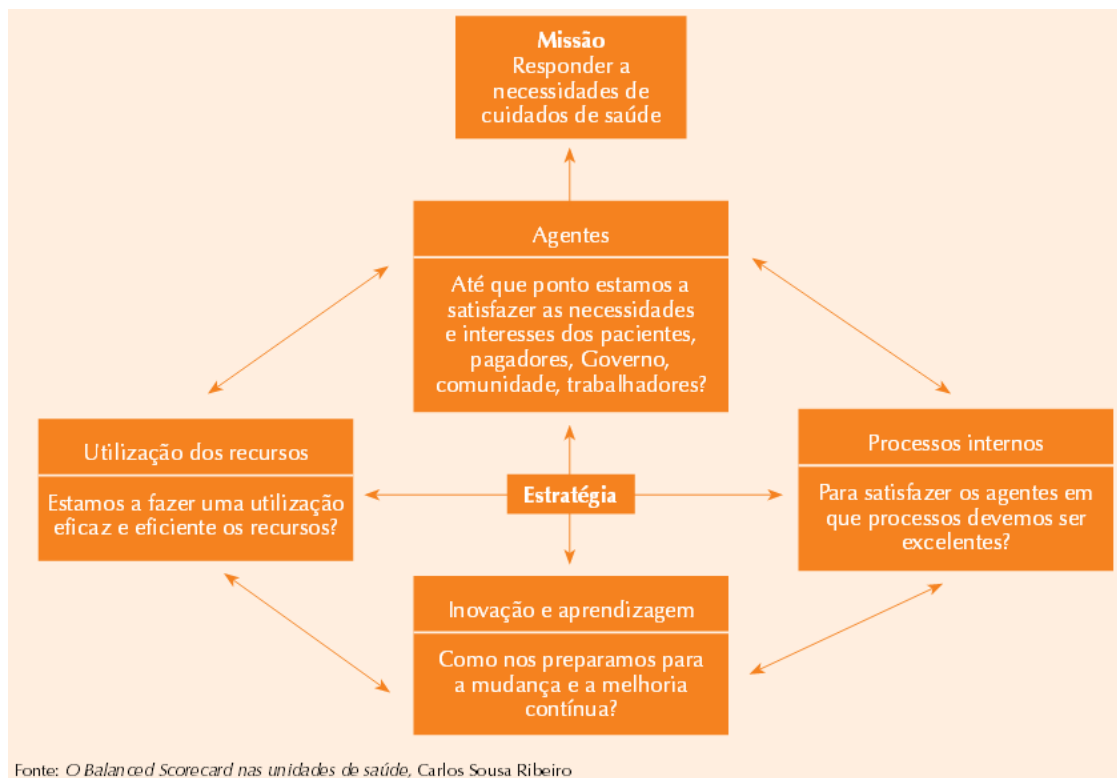 Missão
Responder a
necessidades de
cuidados de saúde
Agentes
Até que ponto estamos a
satisfazer as necessidades
e interesses dos pacientes,
pagadores, Governo,
comunidade, trabalhadores?
Utilização dos recursos
Estamos a fazer uma utilização
eficaz e eficiente os recursos?
Estratégia
Processos internos
Para satisfazer os agentes em
que processos devemos ser
excelentes?
Inovação e aprendizagem
Como nos preparamos para
a mudança e a melhoria
contínua?
Fonte: O Balanced Scorecard nas unidades de saúde, Carlos Sousa Ribeiro